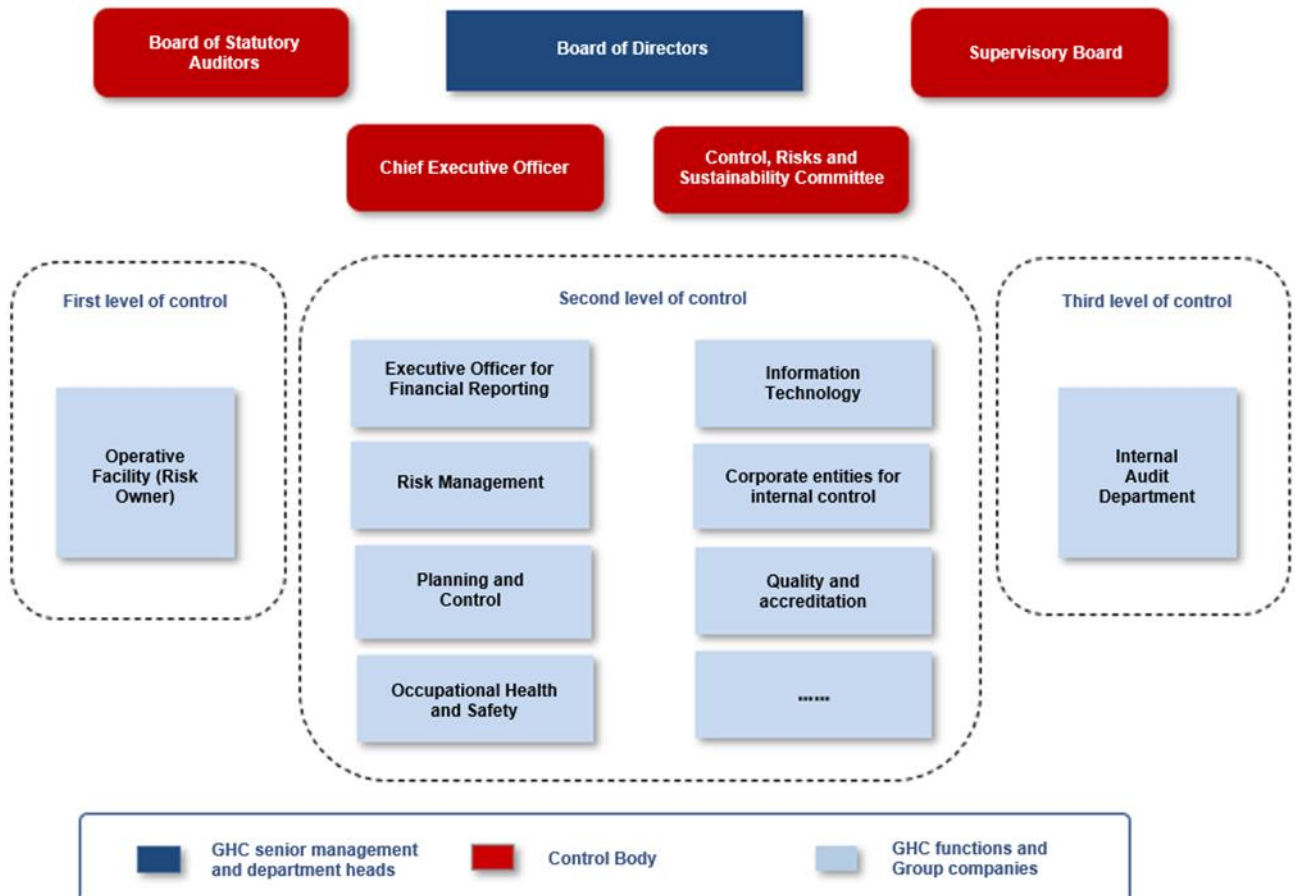 Board of Statutory
Auditors
Board of Directors
Supervisory Board
Chief Executive Officer
Control, Risks and
Sustainability Committee
First level of control
Operative
Facility (Risk
Owner)
Second level of control
Executive Officer for
Financial Reporting
Information
Technology
Risk Management
Corporate entities for
internal control
Planning and
Control
Quality and
accreditation
Occupational Health
and Safety
......
Third level of control
Internal
Audit
Department
GHC senior management
and department heads
Control Body
GHC functions and
Group companies